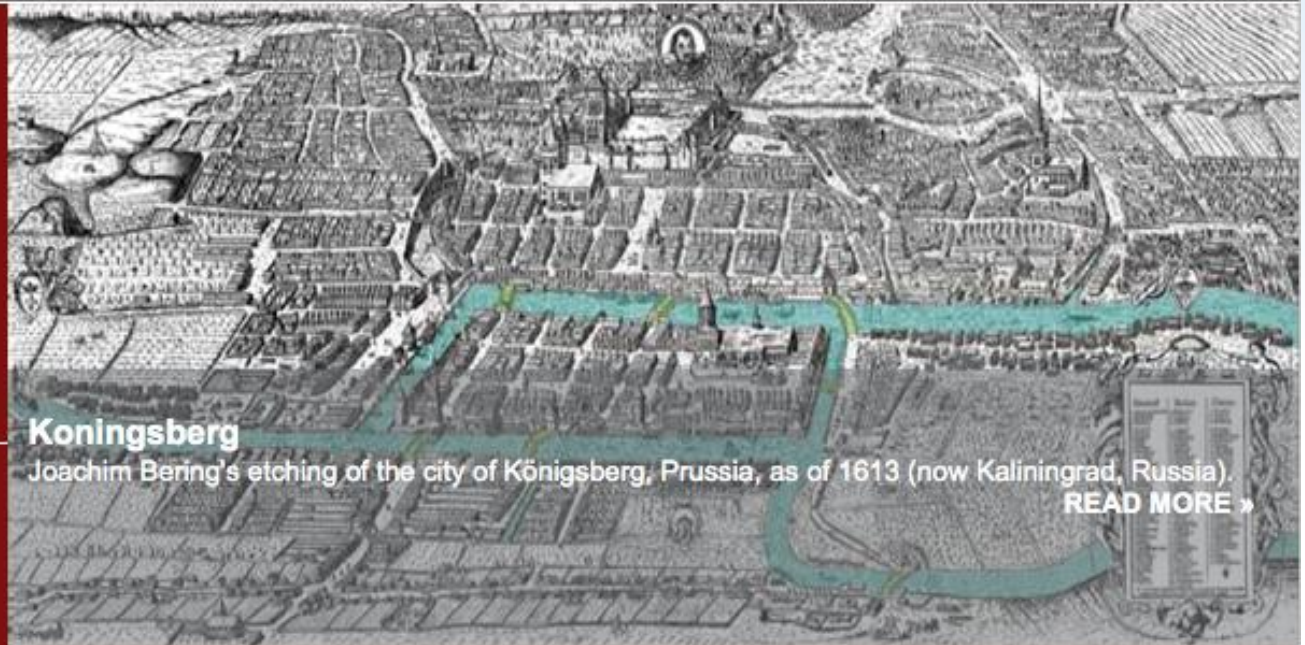 Koningsberg
Joachim Bering's etching of the city of Königsberg, Prussia, as of 1613 (now Kaliningrad, Russia).
READ MORE »